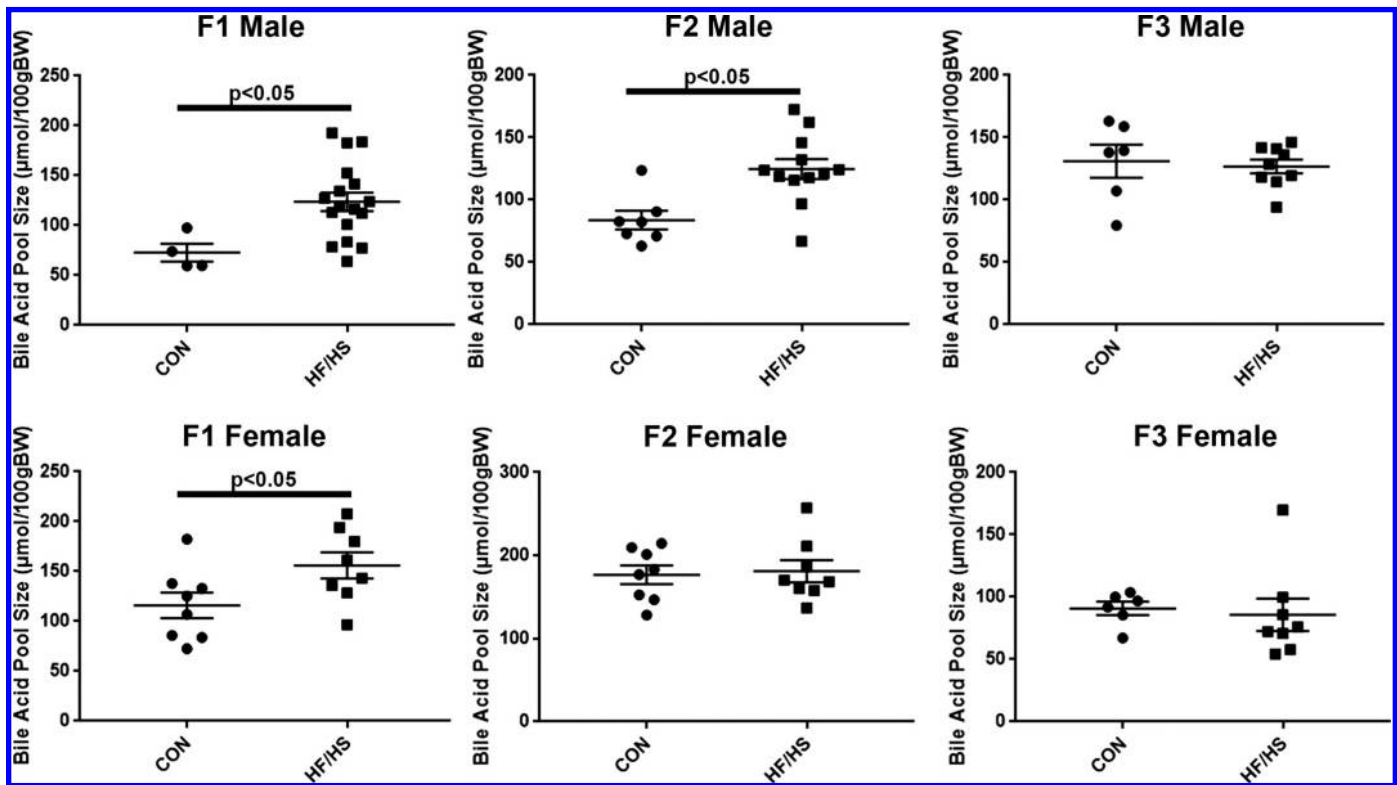 F1 Male
Bile Acid Pool Size (µmol/100gBW)
250
200
150
100
50
0
p<0.05
CON
HF/HS
F2 Male
Bile Acid Pool Size (µmol/100gBW)
200
150
100
50
0
p<0.05
CON
HF/HS
F3 Male
Bile Acid Pool Size (µmol/100gBW)
200
150
100
50
0
CON
HF/HS
F1 Female
Bile Acid Pool Size (µmol/100gBW)
250
200
150
100
50
0
p<0.05
CON
HF/HS
F2 Female
Bile Acid Pool Size (µmol/100gBW)
300
200
100
0
CON
HF/HS
F3 Female
Bile Acid Pool Size (µmol/100gBW)
200
150
100
50
0
CON
HF/HS